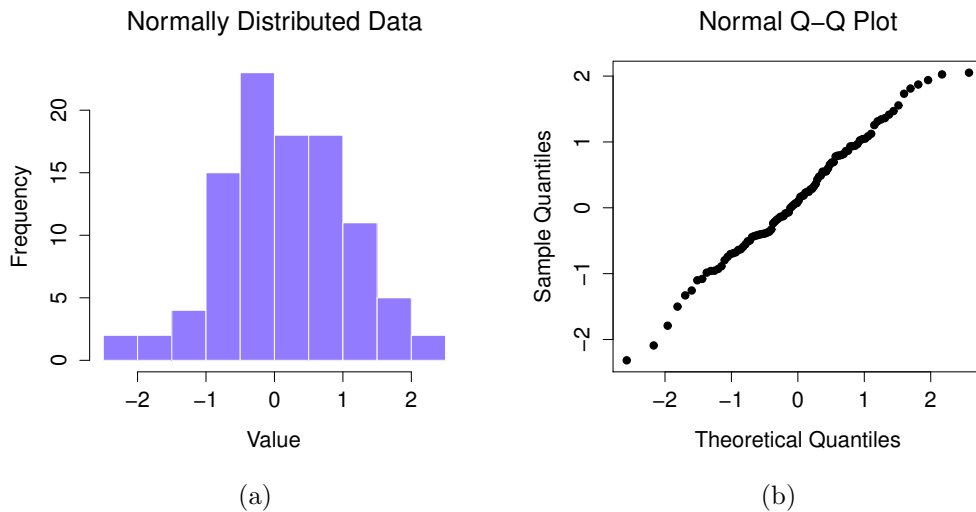 Normally Distributed Data
Frequency
0
5
10
15
20
−2
−1
0
1
2
Value
(a)
Normal Q−Q Plot
Sample Quantiles
−2
−1
0
1
2
−2
−1
0
1
2
Theoretical Quantiles
(b)